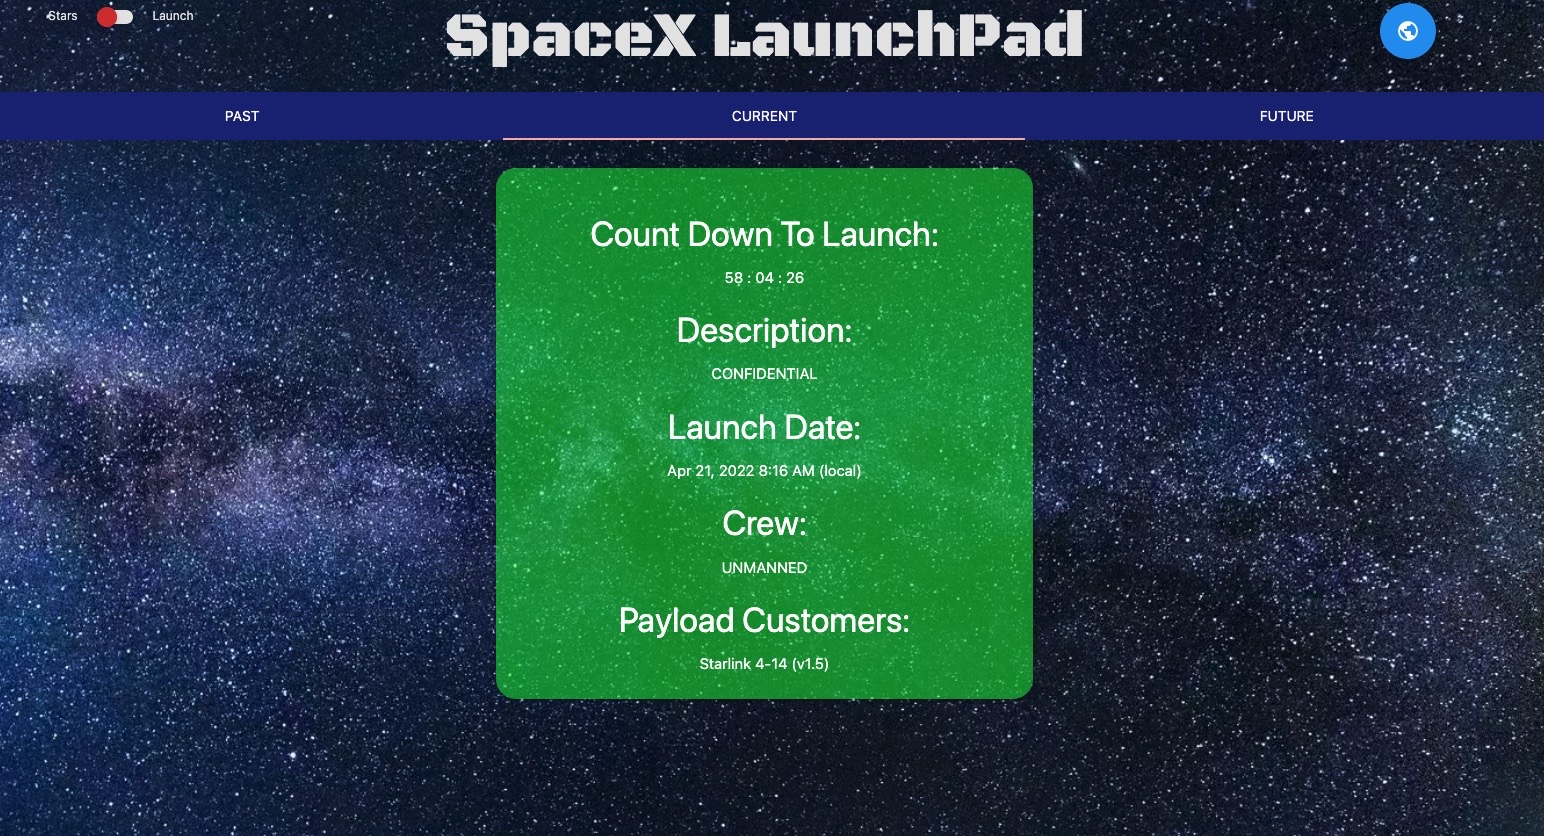 Stars Launch
SpaceX LaunchPad
PAST CURRENT FUTURE
Count Down To Launch:
58 : 04 : 26
Description:
CONFIDENTIAL
Launch Date:
Apr 21, 2022 8:16 AM (local)
Crew:
UNMANNED
Payload Customers:
Starlink 4-14 (v1.5)